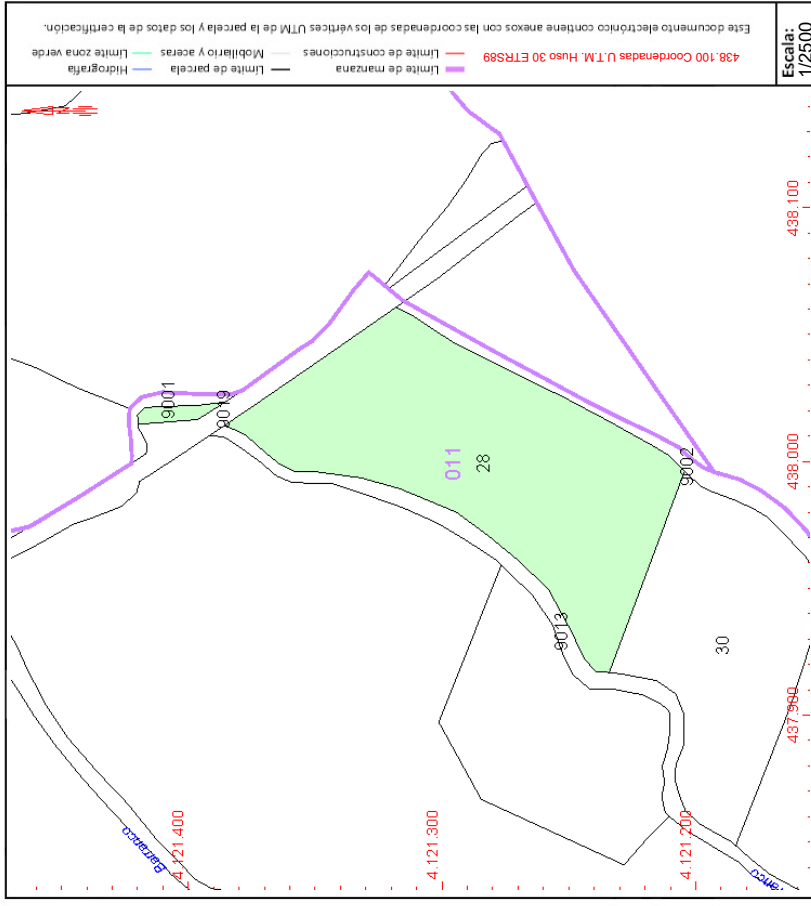 Este documento electrónico contiene anexos con las coordenadas de los vértices UTM de la parcela y los datos de la certificación.
438.100 Coordenadas U.T.M. Huso 30 ETRS89
Límite de manzana
Límite de construcciones
Mobiliario y aceras
Límite zona verde
Límite de parcela
Hidrografía
Escala:
1/2500
438.100
9001
9019
011
28
438.000
9002
9013
30
437.900
4.121.400
4.121.300
4.121.200
Barranco